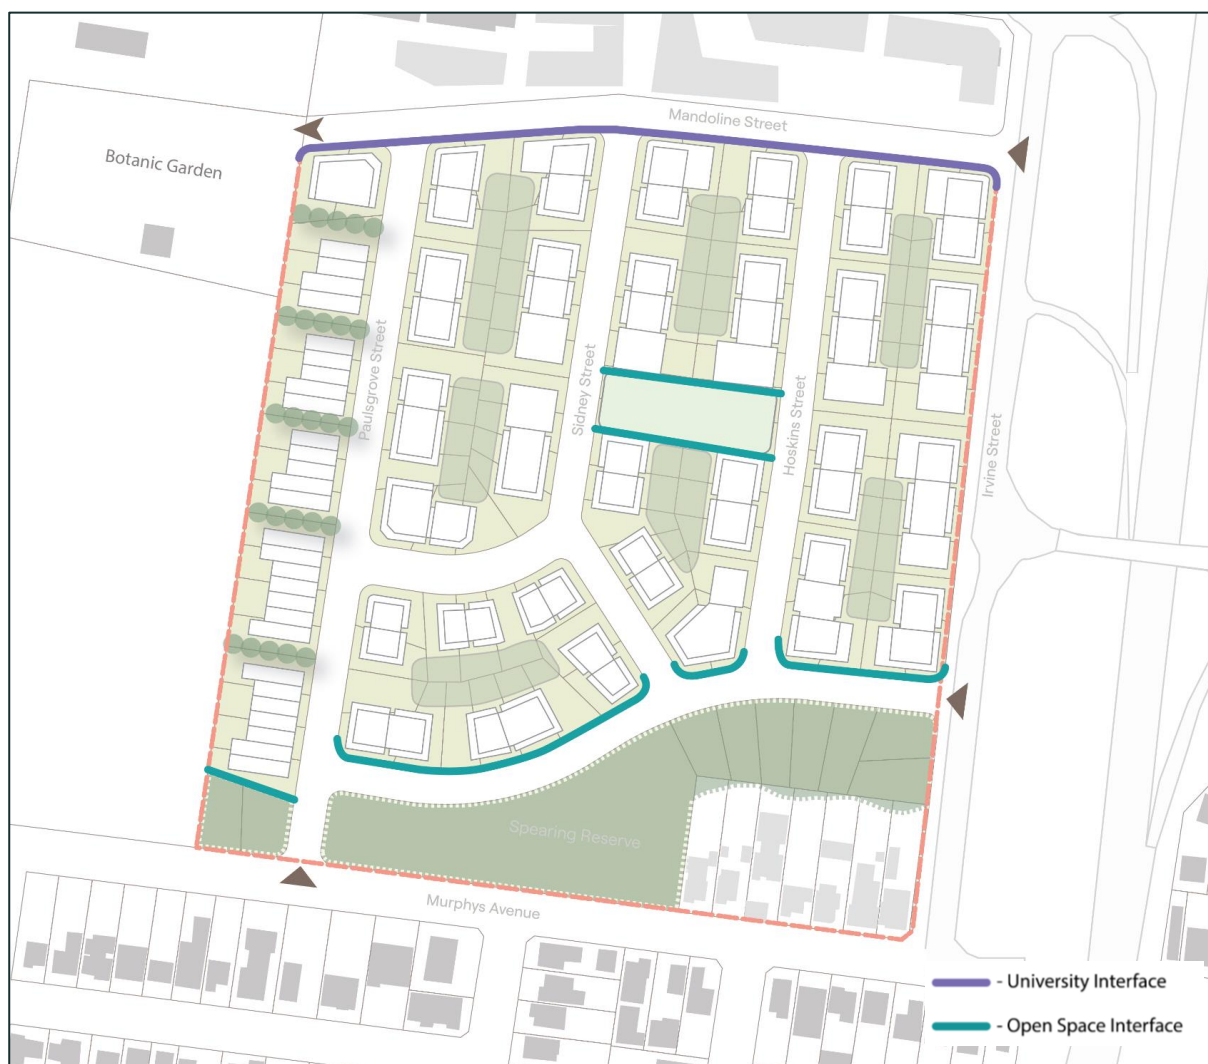 Mandoline Street
Botanic Garden
Paulsgrove Street
Sidney Street
Hoskins Street
Irvine Street
Spearing Reserve
Murphys Avenue
- University Interface
- Open Space Interface